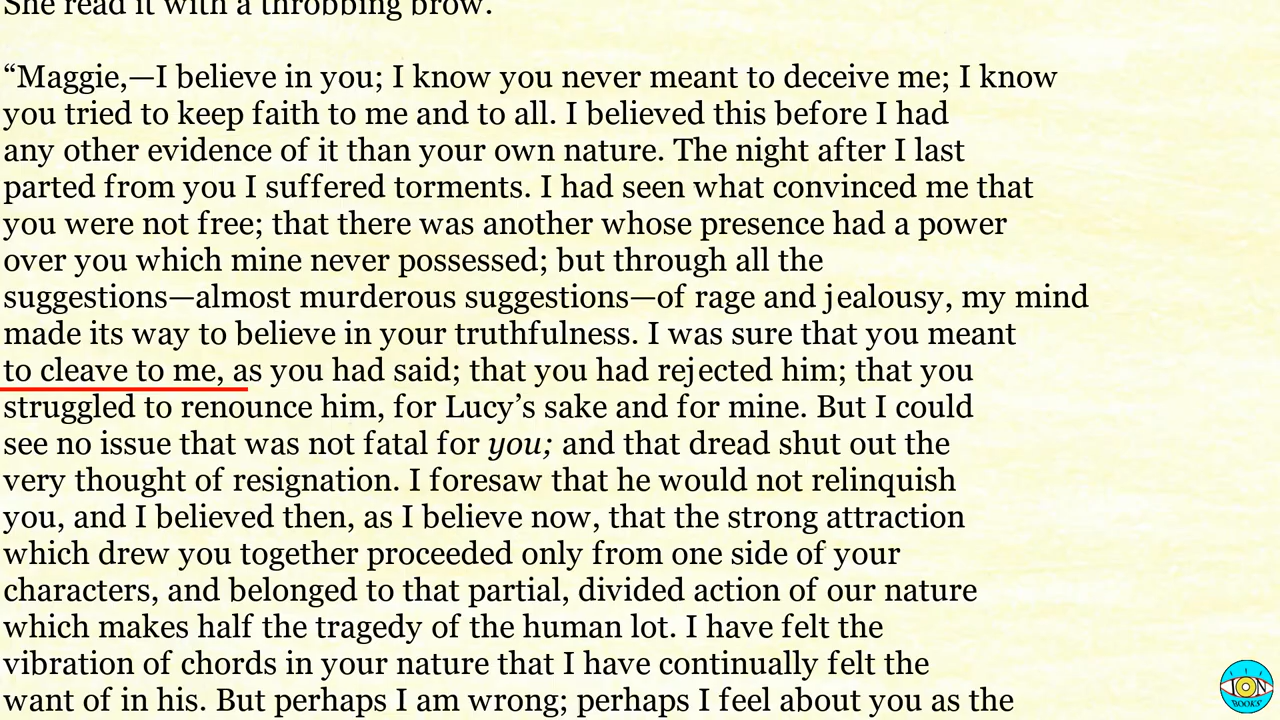 She read it with a throbbing brow.
“Maggie,—I believe in you; I know you never meant to deceive me; I know
you tried to keep faith to me and to all. I believed this before I had
any other evidence of it than your own nature. The night after I last
parted from you I suffered torments. I had seen what convinced me that
you were not free; that there was another whose presence had a power
over you which mine never possessed; but through all the
suggestions—almost murderous suggestions—of rage and jealousy, my mind
made its way to believe in your truthfulness. I was sure that you meant
to cleave to me, as you had said; that you had rejected him; that you
struggled to renounce him, for Lucy’s sake and for mine. But I could
see no issue that was not fatal for you; and that dread shut out the
very thought of resignation. I foresaw that he would not relinquish
you, and I believed then, as I believe now, that the strong attraction
which drew you together proceeded only from one side of your
characters, and belonged to that partial, divided action of our nature
which makes half the tragedy of the human lot. I have felt the
vibration of chords in your nature that I have continually felt the
want of in his. But perhaps I am wrong; perhaps I feel about you as the
ION
BOOKS